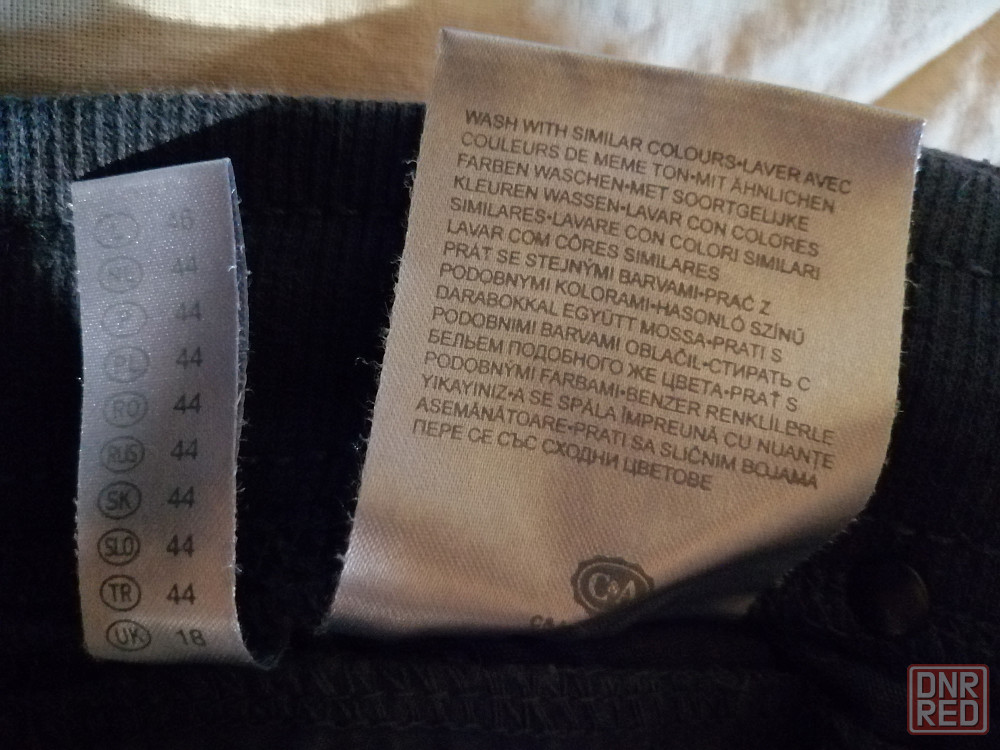 46
NL 44
P 44
PL 44
RO 44
RUS 44
SK 44
SLO 44
TR 44
UK 18
WASH WITH SIMILAR COLOURS•LAVER AVEC
COULEURS DE MEME TON•MIT ÄHNLICHEN
FARBEN WASCHEN•MET SOORTGELIJKE
KLEUREN WASSEN•LAVAR CON COLORES
SIMILARES•LAVARE CON COLORI SIMILARI
LAVAR COM CÔRES SIMILARES
PRÁT SE STEJNÝMI BARVAMI•PRAĆ Z
PODOBNYMI KOLORAMI•HASONLÓ SZÍNŰ
DARABOKKAL EGYÜTT MOSSA•PRATI S
PODOBNIMI BARVAMI OBLAČIL•СТИРАТЬ С
БЕЛЬЕМ ПОДОБНОГО ЖЕ ЦВЕТА•PRAŤ S
PODOBNÝMI FARBAMI•BENZER RENKLİLERLE
YIKAYINIZ•A SE SPĂLA ÎMPREUNĂ CU NUANŢE
ASEMĂNĂTOARE•PRATI SA SLIČNIM BOJAMA
ПЕРЕ СЕ СЪС СХОДНИ ЦВЕТОВЕ
C&A
DNR
RED